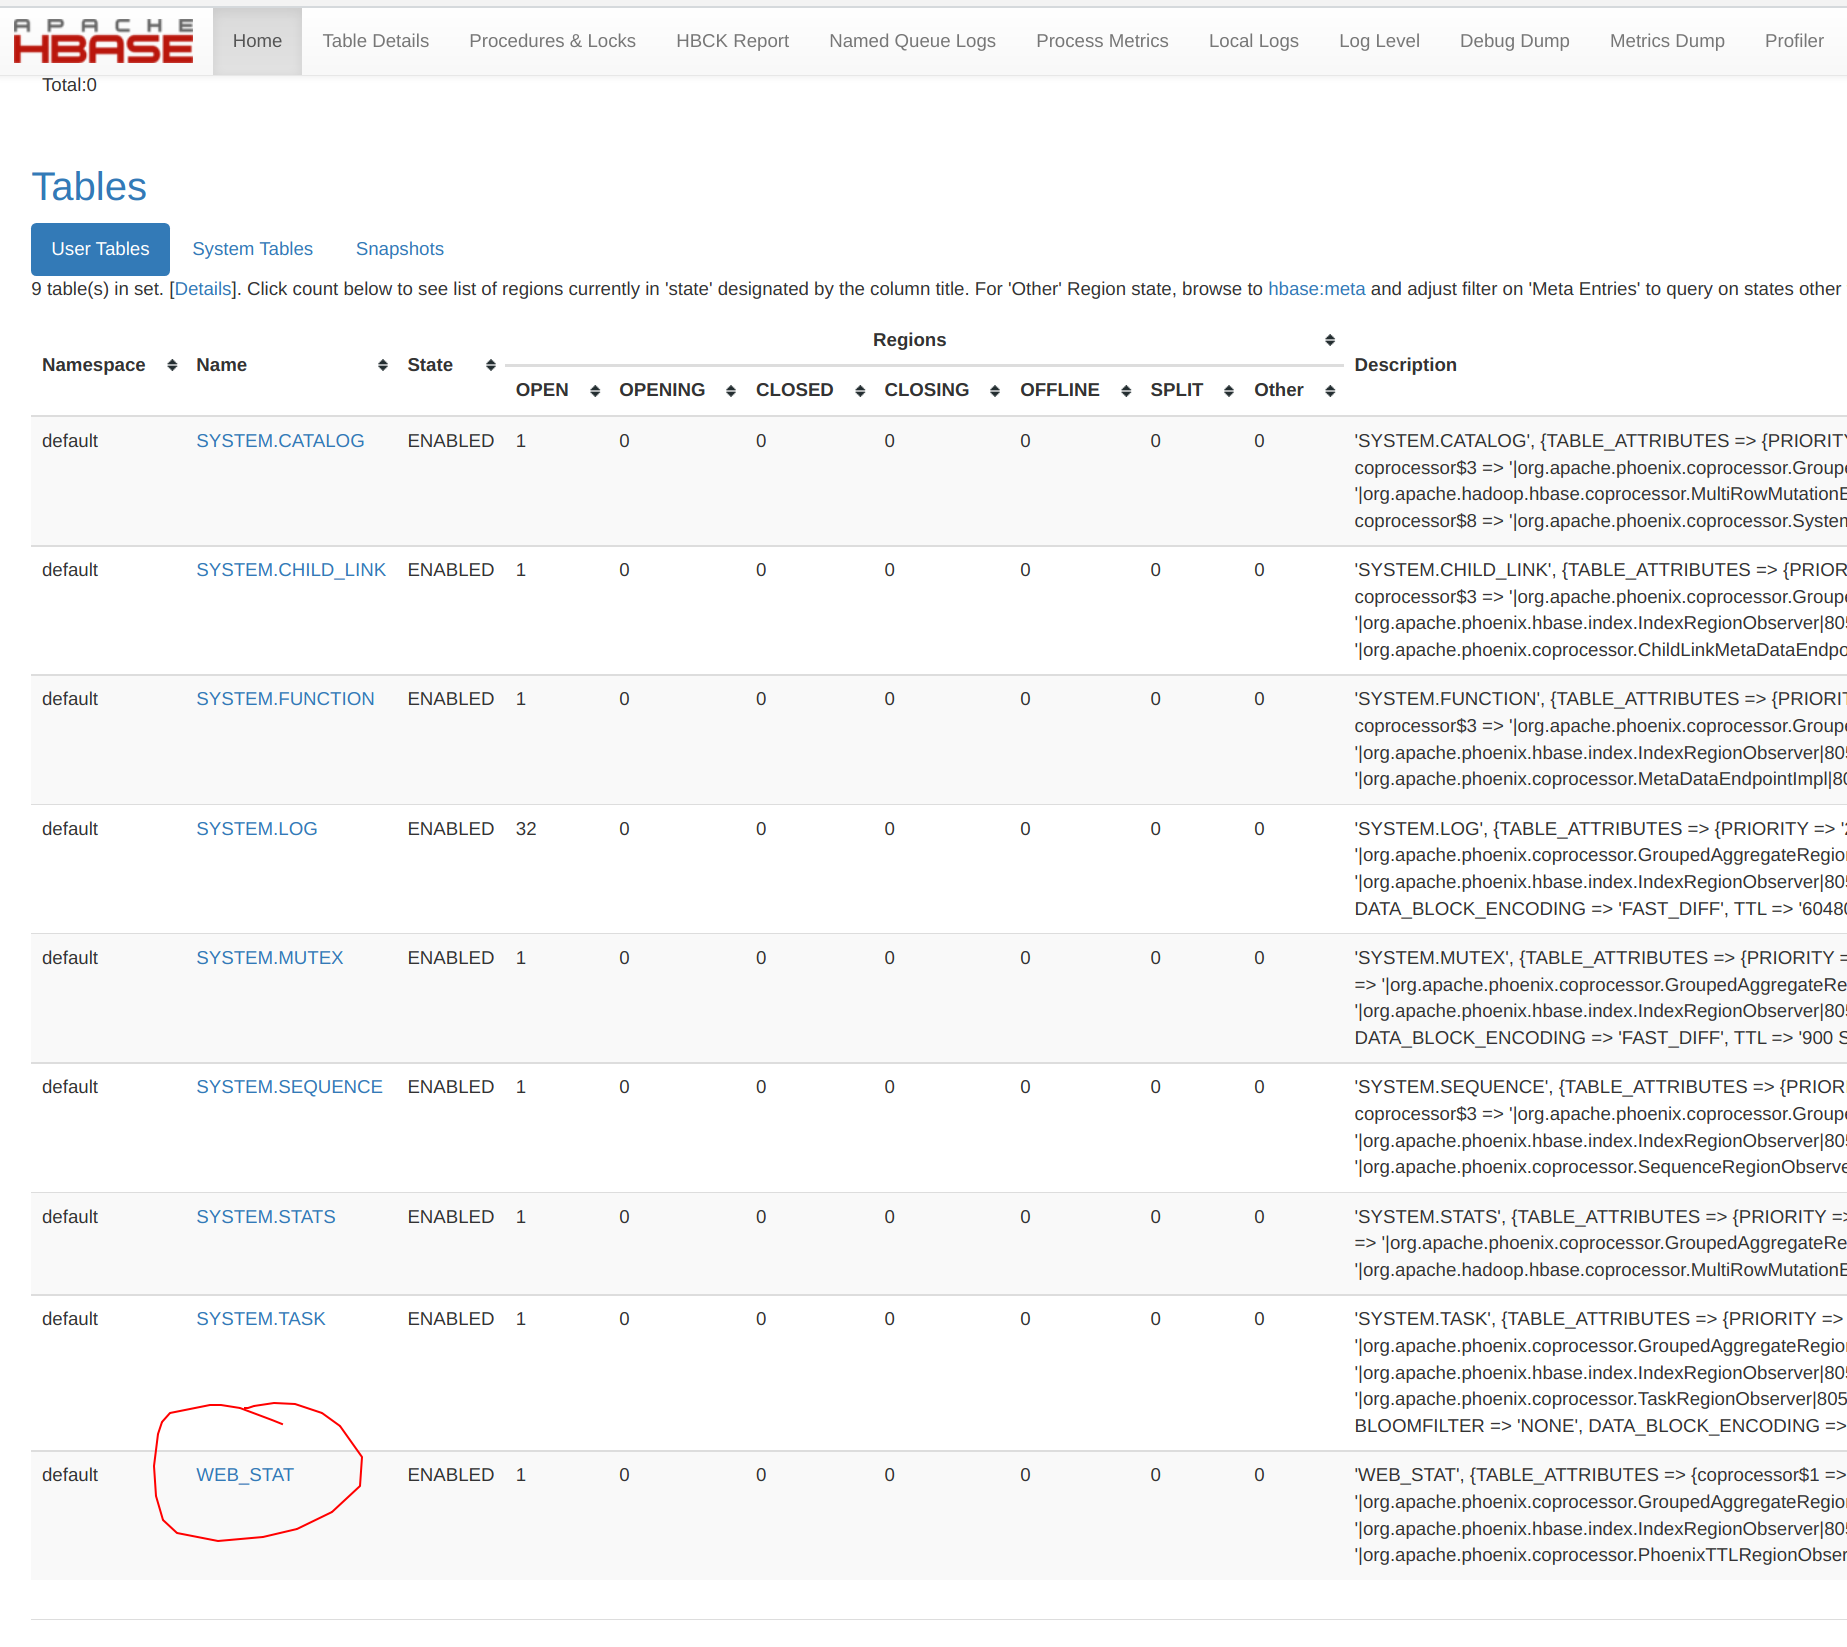 APACHE
HBASE
Home Table Details Procedures & Locks HBCK Report Named Queue Logs Process Metrics Local Logs Log Level Debug Dump Metrics Dump Profiler
Total:0
Tables
User Tables System Tables Snapshots
9 table(s) in set. [Details]. Click count below to see list of regions currently in 'state' designated by the column title. For 'Other' Region state, browse to hbase:meta and adjust filter on 'Meta Entries' to query on states other
Regions
Namespace Name State Description
OPEN OPENING CLOSED CLOSING OFFLINE SPLIT Other
default SYSTEM.CATALOG ENABLED 1 0 0 0 0 0 0 'SYSTEM.CATALOG', {TABLE_ATTRIBUTES => {PRIORITY
coprocessor$3 => '|org.apache.phoenix.coprocessor.Groupe
'|org.apache.hadoop.hbase.coprocessor.MultiRowMutationE
coprocessor$8 => '|org.apache.phoenix.coprocessor.System
default SYSTEM.CHILD_LINK ENABLED 1 0 0 0 0 0 0 'SYSTEM.CHILD_LINK', {TABLE_ATTRIBUTES => {PRIOR
coprocessor$3 => '|org.apache.phoenix.coprocessor.Groupe
'|org.apache.phoenix.hbase.index.IndexRegionObserver|805
'|org.apache.phoenix.coprocessor.ChildLinkMetaDataEndpo
default SYSTEM.FUNCTION ENABLED 1 0 0 0 0 0 0 'SYSTEM.FUNCTION', {TABLE_ATTRIBUTES => {PRIORIT
coprocessor$3 => '|org.apache.phoenix.coprocessor.Groupe
'|org.apache.phoenix.hbase.index.IndexRegionObserver|805
'|org.apache.phoenix.coprocessor.MetaDataEndpointImpl|80
default SYSTEM.LOG ENABLED 32 0 0 0 0 0 0 'SYSTEM.LOG', {TABLE_ATTRIBUTES => {PRIORITY => '2
'|org.apache.phoenix.coprocessor.GroupedAggregateRegio
'|org.apache.phoenix.hbase.index.IndexRegionObserver|805
DATA_BLOCK_ENCODING => 'FAST_DIFF', TTL => '60480
default SYSTEM.MUTEX ENABLED 1 0 0 0 0 0 0 'SYSTEM.MUTEX', {TABLE_ATTRIBUTES => {PRIORITY =
=> '|org.apache.phoenix.coprocessor.GroupedAggregateRe
'|org.apache.phoenix.hbase.index.IndexRegionObserver|805
DATA_BLOCK_ENCODING => 'FAST_DIFF', TTL => '900 S
default SYSTEM.SEQUENCE ENABLED 1 0 0 0 0 0 0 'SYSTEM.SEQUENCE', {TABLE_ATTRIBUTES => {PRIOR
coprocessor$3 => '|org.apache.phoenix.coprocessor.Groupe
'|org.apache.phoenix.hbase.index.IndexRegionObserver|805
'|org.apache.phoenix.coprocessor.SequenceRegionObserve
default SYSTEM.STATS ENABLED 1 0 0 0 0 0 0 'SYSTEM.STATS', {TABLE_ATTRIBUTES => {PRIORITY =>
=> '|org.apache.phoenix.coprocessor.GroupedAggregateRe
'|org.apache.hadoop.hbase.coprocessor.MultiRowMutationE
default SYSTEM.TASK ENABLED 1 0 0 0 0 0 0 'SYSTEM.TASK', {TABLE_ATTRIBUTES => {PRIORITY =>
'|org.apache.phoenix.coprocessor.GroupedAggregateRegio
'|org.apache.phoenix.hbase.index.IndexRegionObserver|805
'|org.apache.phoenix.coprocessor.TaskRegionObserver|805
BLOOMFILTER => 'NONE', DATA_BLOCK_ENCODING =>
default WEB_STAT ENABLED 1 0 0 0 0 0 0 'WEB_STAT', {TABLE_ATTRIBUTES => {coprocessor$1 =>
'|org.apache.phoenix.coprocessor.GroupedAggregateRegio
'|org.apache.phoenix.hbase.index.IndexRegionObserver|805
'|org.apache.phoenix.coprocessor.PhoenixTTLRegionObser